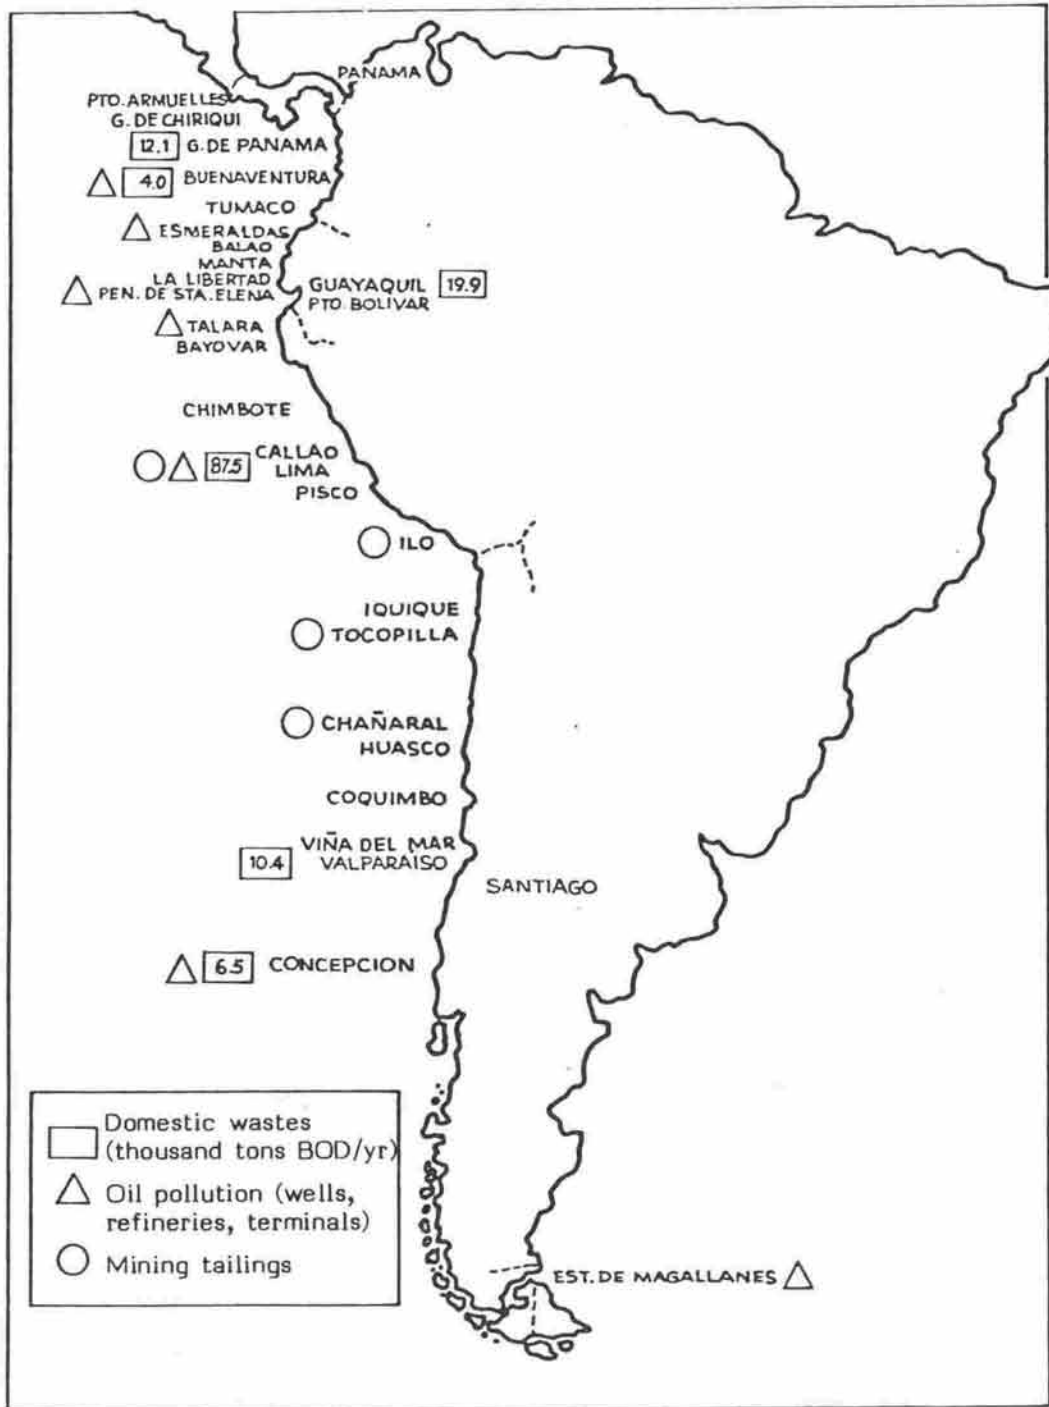 PANAMA
PTO. ARMUELLES
G. DE CHIRIQUI
12.1 G. DE PANAMA
4.0 BUENAVENTURA
TUMACO
ESMERALDAS
BALAO
MANTA
LA LIBERTAD
PEN. DE STA. ELENA
GUAYAQUIL 19.9
PTO. BOLIVAR
TALARA
BAYOVAR
CHIMBOTE
87.5 CALLAO
LIMA
PISCO
ILO
IQUIQUE
TOCOPILLA
CHAÑARAL
HUASCO
COQUIMBO
VIÑA DEL MAR
10.4 VALPARAISO
SANTIAGO
6.5 CONCEPCION
Domestic wastes
(thousand tons BOD/yr)
Oil pollution (wells,
refineries, terminals)
Mining tailings
EST. DE MAGALLANES